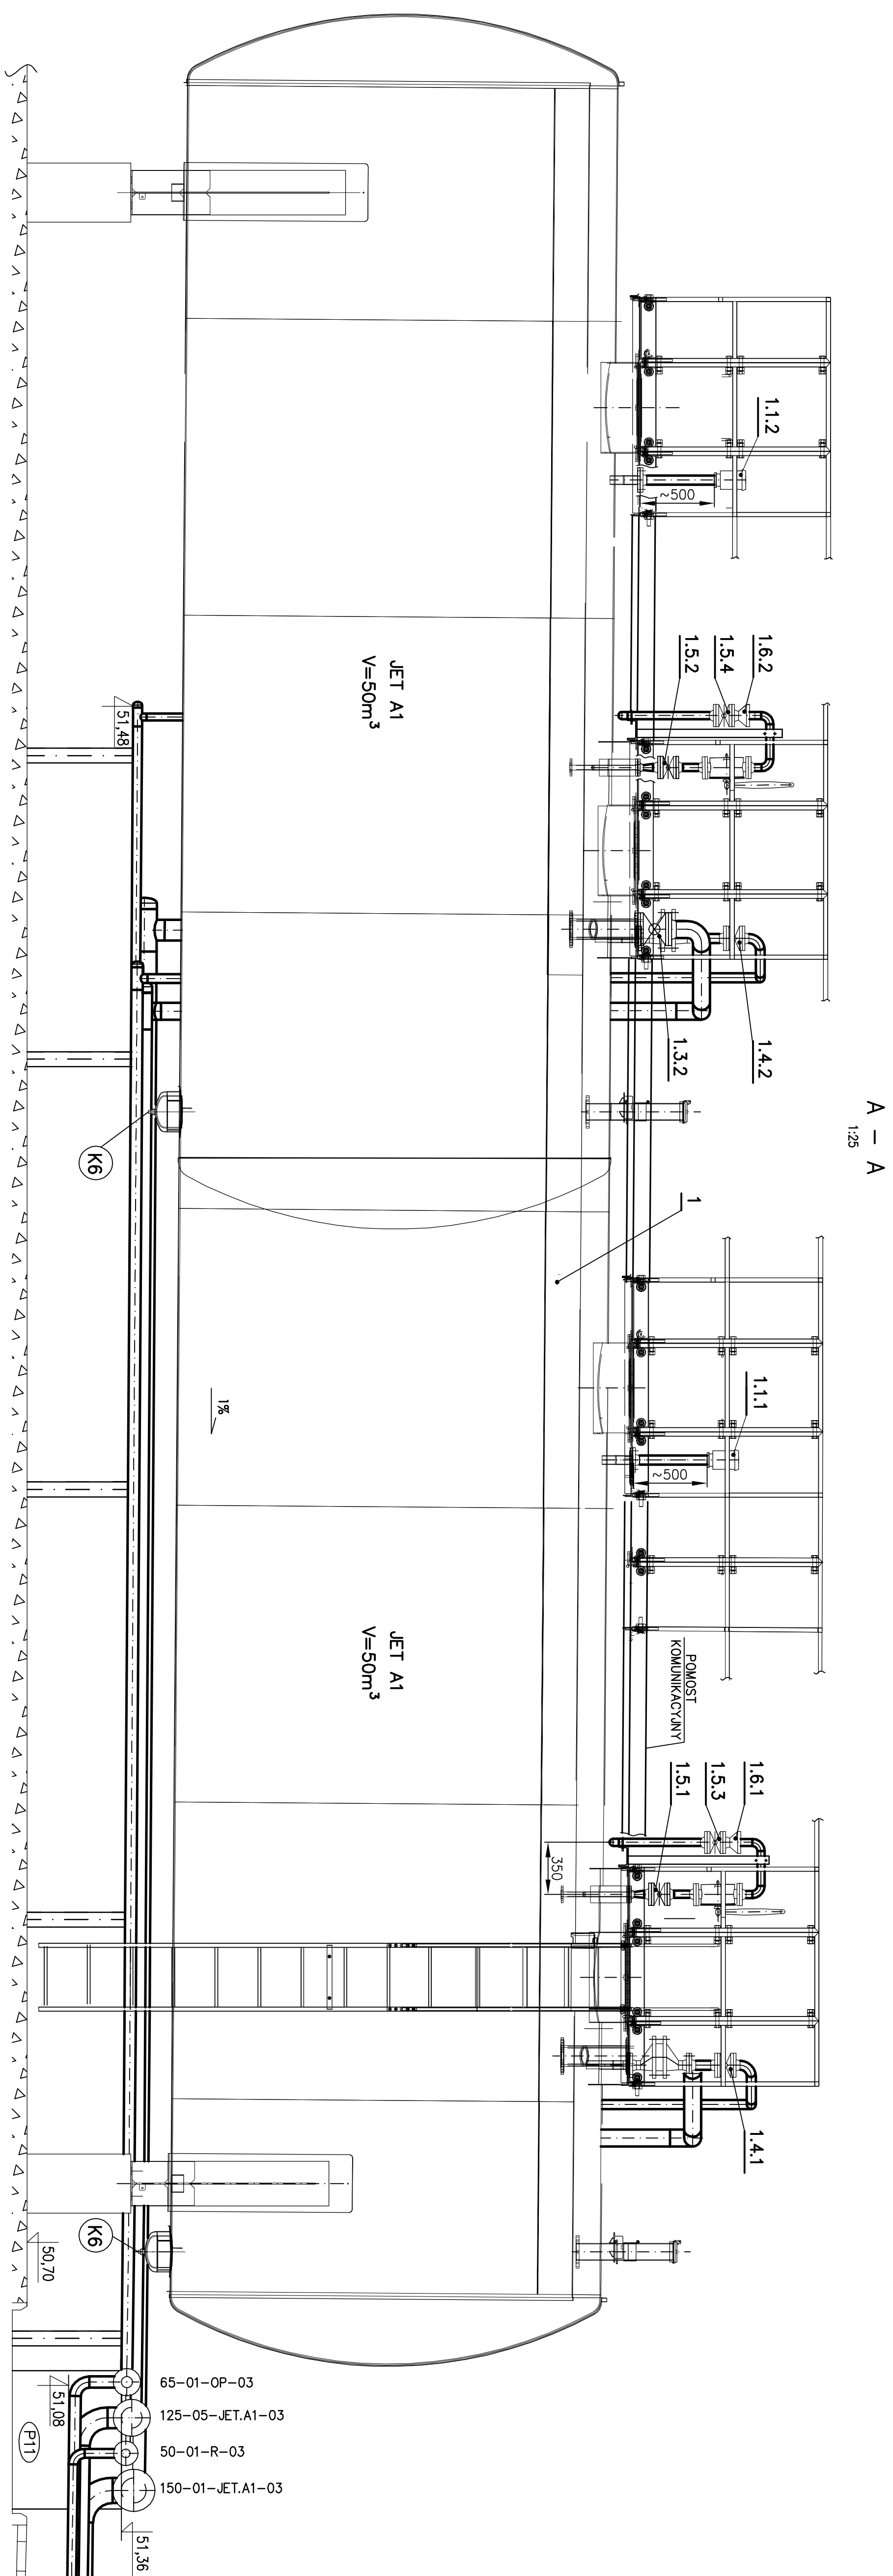 A – A
1:25
1.1.2
~500
1.6.2
1.5.4
1.5.2
1.4.2
1.3.2
1
1.1.1
~500
POMOST
KOMUNIKACYJNY
1.6.1
1.5.3
1.5.1
350
1.4.1
JET A1
V=50m³
JET A1
V=50m³
1%
51,48
K6
K6
50,70
51,08
P11
51,36
65-01-OP-03
125-05-JET.A1-03
50-01-R-03
150-01-JET.A1-03